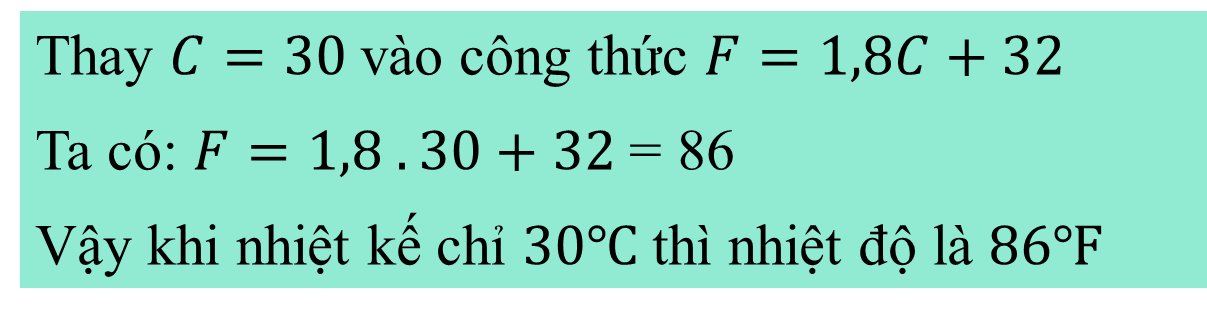 Thay C = 30 vào công thức F = 1,8C + 32
Ta có: F = 1,8 . 30 + 32 = 86
Vậy khi nhiệt kế chỉ 30°C thì nhiệt độ là 86°F